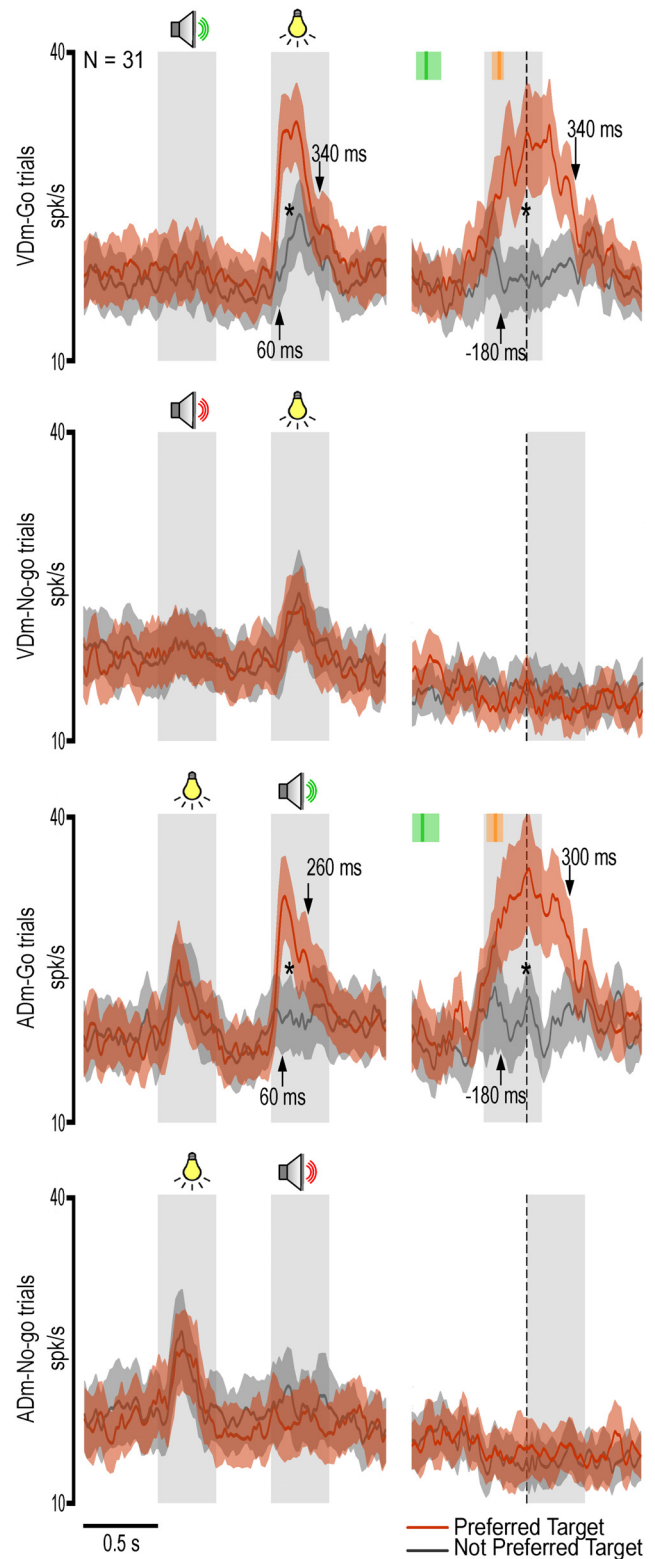 40
N = 31
340 ms
340 ms
VDm-Go trials
spk/s
60 ms
-180 ms
10
40
VDm-No-go trials
spk/s
10
40
260 ms
300 ms
ADm-Go trials
spk/s
*
*
*
*
60 ms
-180 ms
10
40
ADm-No-go trials
spk/s
10
0.5 s
Preferred Target
Not Preferred Target